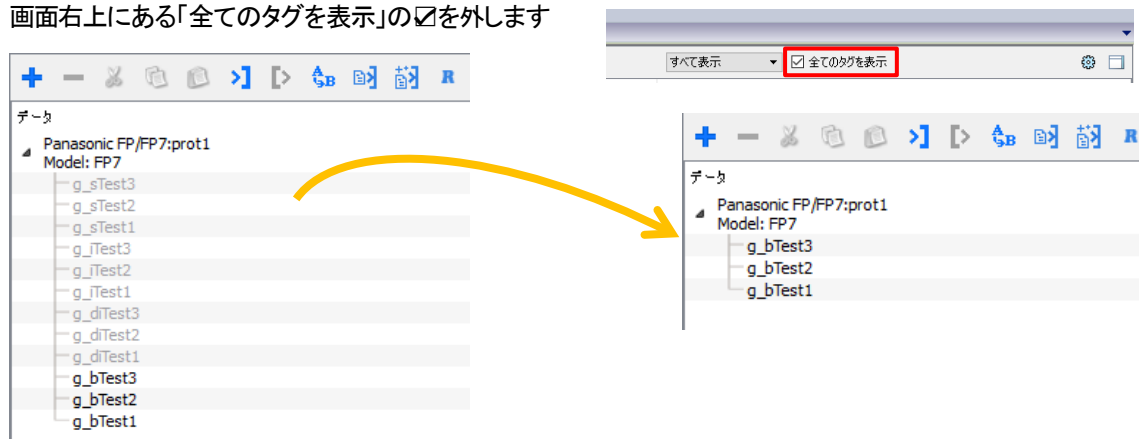 画面右上にある「全てのタグを表示」の☑を外します
すべて表示
全てのタグを表示
A B
R
データ
Panasonic FP/FP7:prot1
Model: FP7
g_sTest3
g_sTest2
g_sTest1
g_iTest3
g_iTest2
g_iTest1
g_diTest3
g_diTest2
g_diTest1
g_bTest3
g_bTest2
g_bTest1
A B
R
データ
Panasonic FP/FP7:prot1
Model: FP7
g_bTest3
g_bTest2
g_bTest1